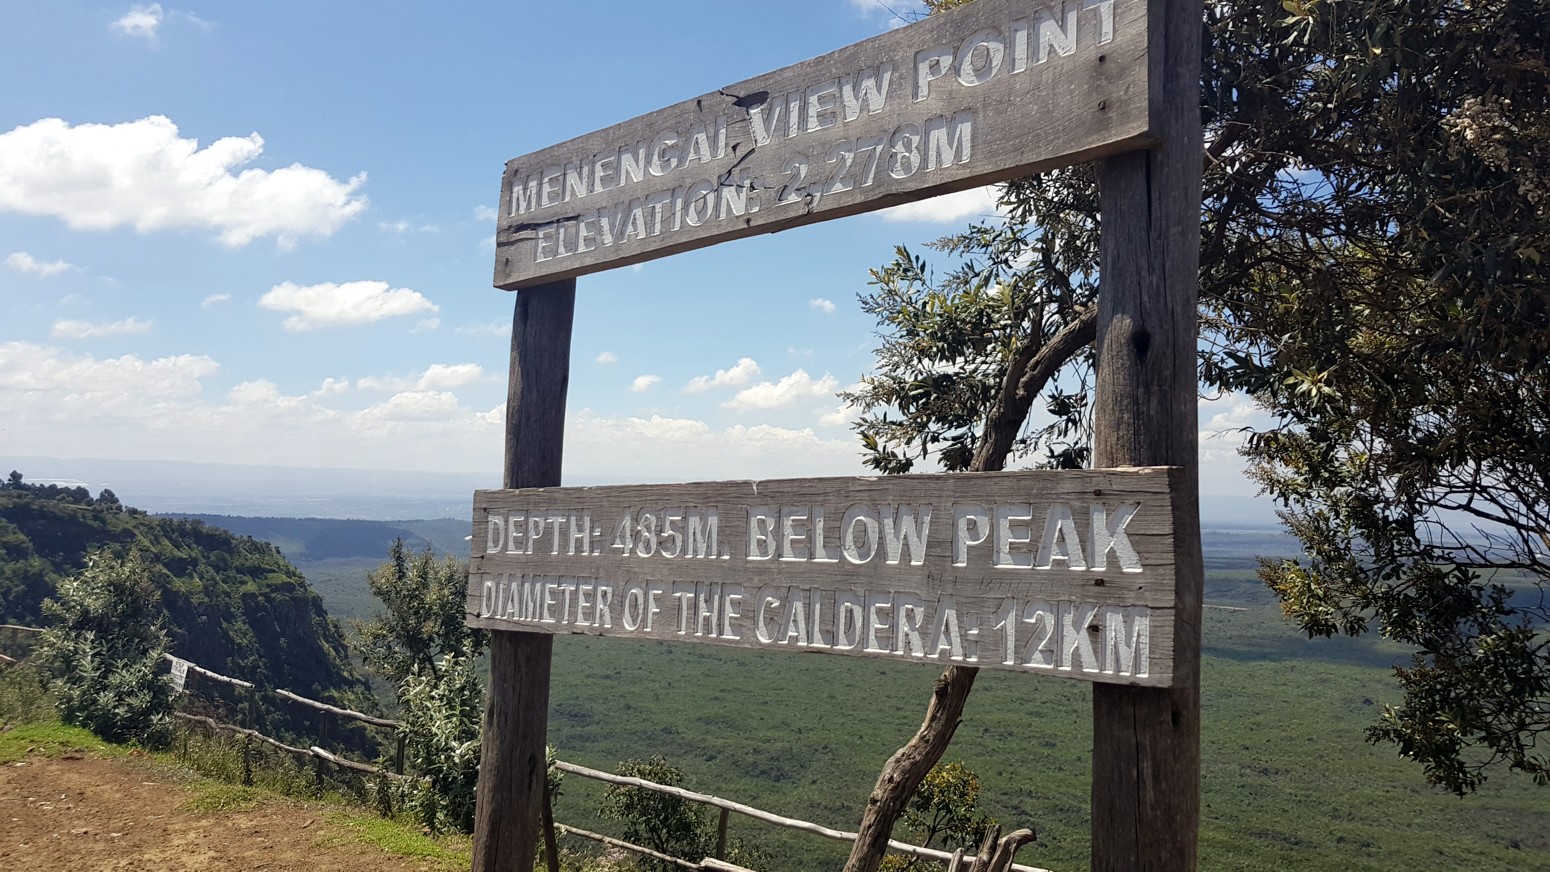 MENENGAI VIEW POINT
ELEVATION: 2,278M
DEPTH: 485M. BELOW PEAK
DIAMETER OF THE CALDERA: 12KM